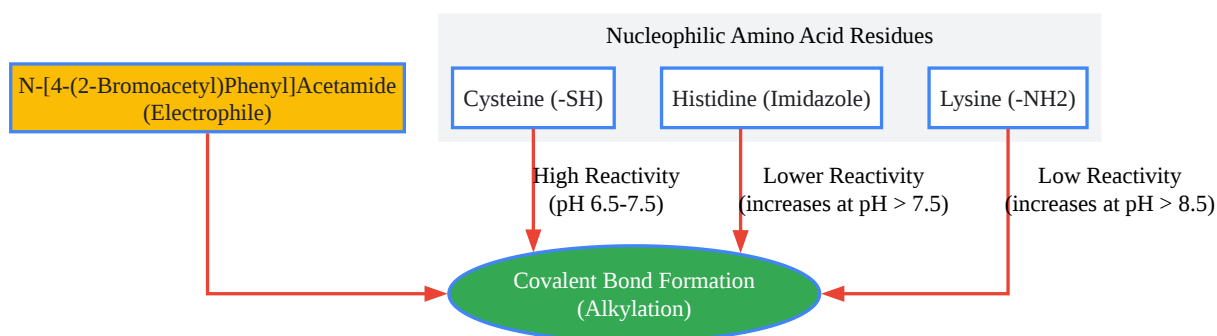 Nucleophilic Amino Acid Residues
N-[4-(2-Bromoacetyl)Phenyl]Acetamide
(Electrophile)
Cysteine (-SH)
Histidine (Imidazole)
Lysine (-NH2)
High Reactivity
(pH 6.5-7.5)
Lower Reactivity
(increases at pH > 7.5)
Low Reactivity
(increases at pH > 8.5)
Covalent Bond Formation
(Alkylation)